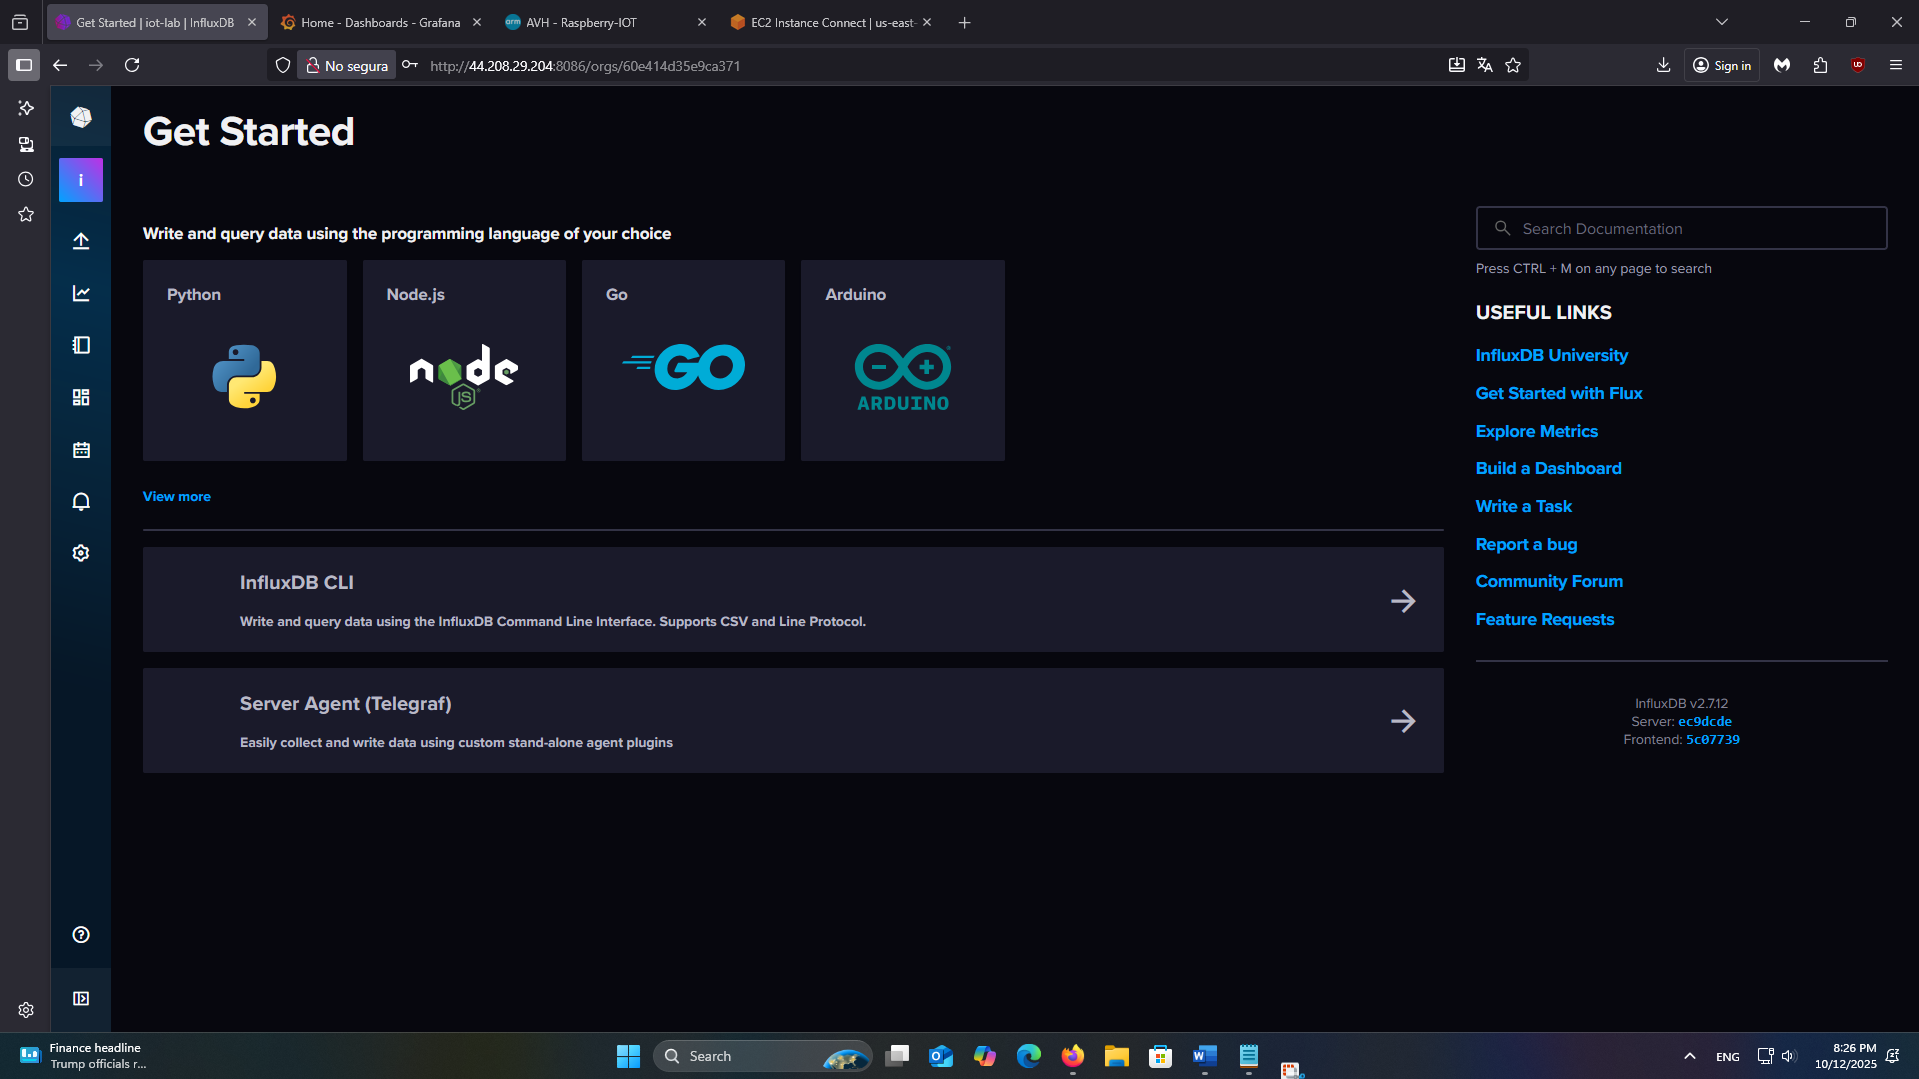 Get Started | iot-lab | InfluxDB
Home - Dashboards - Grafana
arm
AVH - Raspberry-IOT
EC2 Instance Connect | us-east-
No segura
http://44.208.29.204:8086/orgs/60e414d35e9ca371
Sign in
Get Started
i
Write and query data using the programming language of your choice
Python
Node.js
Go
Arduino
node
JS
GO
ARDUINO
View more
InfluxDB CLI
Write and query data using the InfluxDB Command Line Interface. Supports CSV and Line Protocol.
Server Agent (Telegraf)
Easily collect and write data using custom stand-alone agent plugins
Search Documentation
Press CTRL + M on any page to search
USEFUL LINKS
InfluxDB University
Get Started with Flux
Explore Metrics
Build a Dashboard
Write a Task
Report a bug
Community Forum
Feature Requests
InfluxDB v2.7.12
Server: ec9dcde
Frontend: 5c07739
Finance headline
Trump officials r...
Search
ENG
8:26 PM
10/12/2025